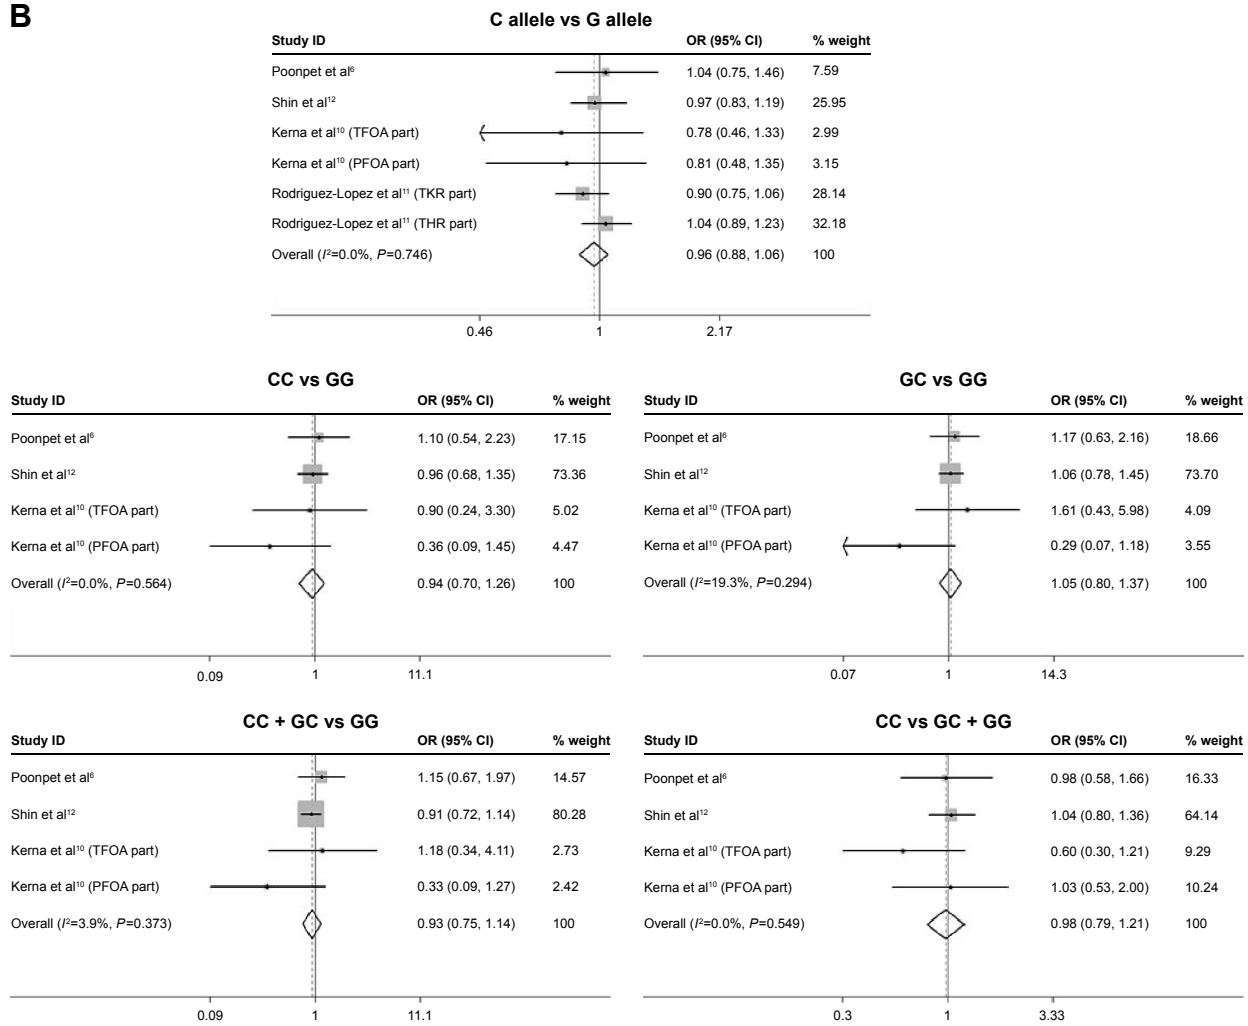 B
C allele vs G allele
Study ID OR (95% CI) % weight
Poonpet et al⁶ 1.04 (0.75, 1.46) 7.59
Shin et al¹² 0.97 (0.83, 1.19) 25.95
Kerna et al¹⁰ (TFOA part) 0.78 (0.46, 1.33) 2.99
Kerna et al¹⁰ (PFOA part) 0.81 (0.48, 1.35) 3.15
Rodriguez-Lopez et al¹¹ (TKR part) 0.90 (0.75, 1.06) 28.14
Rodriguez-Lopez et al¹¹ (THR part) 1.04 (0.89, 1.23) 32.18
Overall (I²=0.0%, P=0.746) 0.96 (0.88, 1.06) 100
0.46 1 2.17
CC vs GG
Study ID OR (95% CI) % weight
Poonpet et al⁶ 1.10 (0.54, 2.23) 17.15
Shin et al¹² 0.96 (0.68, 1.35) 73.36
Kerna et al¹⁰ (TFOA part) 0.90 (0.24, 3.30) 5.02
Kerna et al¹⁰ (PFOA part) 0.36 (0.09, 1.45) 4.47
Overall (I²=0.0%, P=0.564) 0.94 (0.70, 1.26) 100
0.09 1 11.1
GC vs GG
Study ID OR (95% CI) % weight
Poonpet et al⁶ 1.17 (0.63, 2.16) 18.66
Shin et al¹² 1.06 (0.78, 1.45) 73.70
Kerna et al¹⁰ (TFOA part) 1.61 (0.43, 5.98) 4.09
Kerna et al¹⁰ (PFOA part) 0.29 (0.07, 1.18) 3.55
Overall (I²=19.3%, P=0.294) 1.05 (0.80, 1.37) 100
0.07 1 14.3
CC + GC vs GG
Study ID OR (95% CI) % weight
Poonpet et al⁶ 1.15 (0.67, 1.97) 14.57
Shin et al¹² 0.91 (0.72, 1.14) 80.28
Kerna et al¹⁰ (TFOA part) 1.18 (0.34, 4.11) 2.73
Kerna et al¹⁰ (PFOA part) 0.33 (0.09, 1.27) 2.42
Overall (I²=3.9%, P=0.373) 0.93 (0.75, 1.14) 100
0.09 1 11.1
CC vs GC + GG
Study ID OR (95% CI) % weight
Poonpet et al⁶ 0.98 (0.58, 1.66) 16.33
Shin et al¹² 1.04 (0.80, 1.36) 64.14
Kerna et al¹⁰ (TFOA part) 0.60 (0.30, 1.21) 9.29
Kerna et al¹⁰ (PFOA part) 1.03 (0.53, 2.00) 10.24
Overall (I²=0.0%, P=0.549) 0.98 (0.79, 1.21) 100
0.3 1 3.33